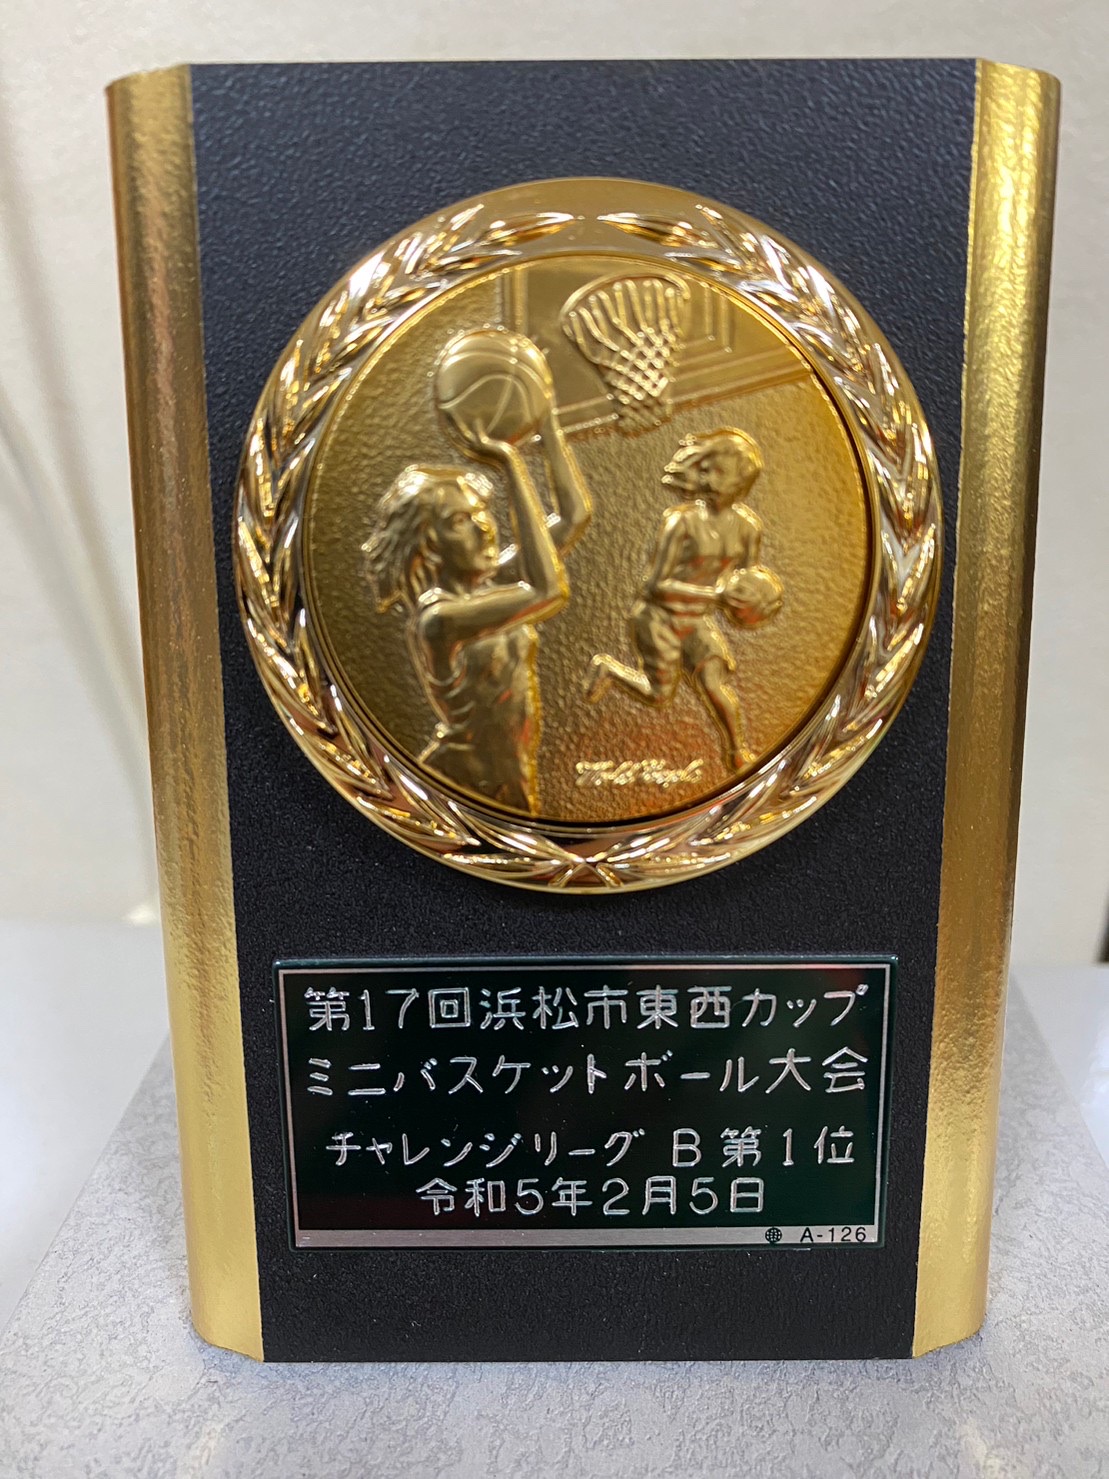 第17回浜松市東西カップ
ミニバスケットボール大会
チャレンジリーグ B 第1位
令和5年2月5日
A-126